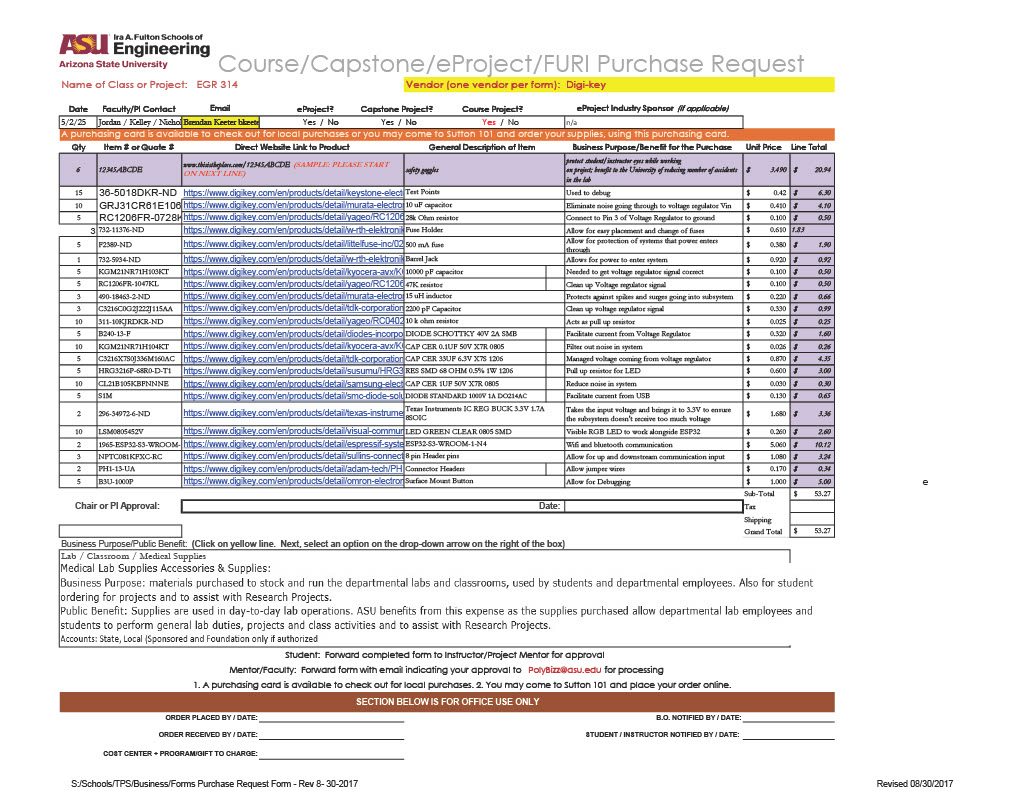 ASU Ira A. Fulton Schools of
Engineering
Arizona State University
Course/Capstone/eProject/FURI Purchase Request
Name of Class or Project: EGR 314 Vendor (one vendor per form): Digi-key
Date Faculty/PI Contact Email eProject? Capstone Project? Course Project? eProject Industry Sponsor (if applicable)
5/2/25 Jordan / Kelley / Nichol Brendan Keeter bkeete Yes / No Yes / No Yes / No n/a
A purchasing card is available to check out for local purchases or you may come to Sutton 101 and order your supplies, using this purchasing card.
Qty Item # or Quote # Direct Website Link to Product General Description of Item Business Purpose/Benefit for the Purchase Unit Price Line Total
6 12345ABCDE www.thisistheplace.com/12345ABCDE (SAMPLE: PLEASE START ON NEXT LINE) safety goggles protect student/instructor eyes while working on project; benefit to the University of reducing number of accidents in the lab $ 3.490 $ 20.94
15 36-5018DKR-ND https://www.digikey.com/en/products/detail/keystone-elect Test Points Used to debug $ 0.42 $ 6.30
10 GRJ31CR61E106 https://www.digikey.com/en/products/detail/murata-electror 10 uF capacitor Eliminate noise going through to voltage regulator Vin $ 0.410 $ 4.10
5 RC1206FR-0728K https://www.digikey.com/en/products/detail/yageo/RC1206 28k Ohm resistor Connect to Pin 3 of Voltage Regulator to ground $ 0.100 $ 0.50
3 732-11376-ND https://www.digikey.com/en/products/detail/w-rth-elektronik Fuse Holder Allow for easy placement and change of fuses $ 0.610 1.83
5 F2389-ND https://www.digikey.com/en/products/detail/littelfuse-inc/02 500 mA fuse Allow for protection of systems that power enters through $ 0.380 $ 1.90
1 732-5934-ND https://www.digikey.com/en/products/detail/w-rth-elektronik Barrel Jack Allows for power to enter system $ 0.920 $ 0.92
5 KGM21NR71H103KT https://www.digikey.com/en/products/detail/kyocera-avx/K 10000 pF capacitor Needed to get voltage regulator signal correct $ 0.100 $ 0.50
5 RC1206FR-1047KL https://www.digikey.com/en/products/detail/yageo/RC1206 47K resistor Clean up Voltage regulator signal $ 0.100 $ 0.50
3 490-18463-2-ND https://www.digikey.com/en/products/detail/murata-electror 15 uH inductor Protects against spikes and surges going into subsystem $ 0.220 $ 0.66
3 C3216C0G2J222J115AA https://www.digikey.com/en/products/detail/tdk-corporation 2200 pF Capacitor Clean up voltage regulator signal $ 0.330 $ 0.99
10 311-10KJRDKR-ND https://www.digikey.com/en/products/detail/yageo/RC0402 10 k ohm resistor Acts as pull up resistor $ 0.025 $ 0.25
5 B240-13-F https://www.digikey.com/en/products/detail/diodes-incorpo DIODE SCHOTTKY 40V 2A SMB Facilitate current from Voltage Regulator $ 0.320 $ 1.60
10 KGM21NR71H104KT https://www.digikey.com/en/products/detail/kyocera-avx/K CAP CER 0.1UF 50V X7R 0805 Filter out noise in system $ 0.026 $ 0.26
5 C3216X7S0J336M160AC https://www.digikey.com/en/products/detail/tdk-corporation CAP CER 33UF 6.3V X7S 1206 Managed voltage coming from voltage regulator $ 0.870 $ 4.35
5 HRG3216P-68R0-D-T1 https://www.digikey.com/en/products/detail/susumu/HRG3 RES SMD 68 OHM 0.5% 1W 1206 Pull up resistor for LED $ 0.600 $ 3.00
10 CL21B105KBFNNNE https://www.digikey.com/en/products/detail/samsung-elect CAP CER 1UF 50V X7R 0805 Reduce noise in system $ 0.030 $ 0.30
5 S1M https://www.digikey.com/en/products/detail/smc-diode-solu DIODE STANDARD 1000V 1A DO214AC Facilitate current from USB $ 0.130 $ 0.65
2 296-34972-6-ND https://www.digikey.com/en/products/detail/texas-instrume Texas Instruments IC REG BUCK 3.3V 1.7A 8SOIC Takes the input voltage and brings it to 3.3V to ensure the subsystem doesn't receive too much voltage $ 1.680 $ 3.36
10 LSM0805452V https://www.digikey.com/en/products/detail/visual-commur LED GREEN CLEAR 0805 SMD Visible RGB LED to work alongside ESP32 $ 0.260 $ 2.60
2 1965-ESP32-S3-WROOM- https://www.digikey.com/en/products/detail/espressif-syste ESP32-S3-WROOM-1-N4 Wifi and bluetooth communication $ 5.060 $ 10.12
3 NPTC081KFXC-RC https://www.digikey.com/en/products/detail/sullins-connect 8 pin Header pins Allow for up and downstream communication input $ 1.080 $ 3.24
2 PH1-13-UA https://www.digikey.com/en/products/detail/adam-tech/PH Connector Headers Allow jumper wires $ 0.170 $ 0.34
5 B3U-1000P https://www.digikey.com/en/products/detail/omron-electron Surface Mount Button Allow for Debugging $ 1.000 $ 5.00
e
Sub-Total $ 53.27
Chair or PI Approval: Date: Tax
Shipping
Grand Total $ 53.27
Business Purpose/Public Benefit: (Click on yellow line. Next, select an option on the drop-down arrow on the right of the box)
Lab / Classroom / Medical Supplies
Medical Lab Supplies Accessories & Supplies:
Business Purpose: materials purchased to stock and run the departmental labs and classrooms, used by students and departmental employees. Also for student
ordering for projects and to assist with Research Projects.
Public Benefit: Supplies are used in day-to-day lab operations. ASU benefits from this expense as the supplies purchased allow departmental lab employees and
students to perform general lab duties, projects and class activities and to assist with Research Projects.
Accounts: State, Local (Sponsored and Foundation only if authorized
Student: Forward completed form to Instructor/Project Mentor for approval
Mentor/Faculty: Forward form with email indicating your approval to PolyBizz@asu.edu for processing
1. A purchasing card is available to check out for local purchases. 2. You may come to Sutton 101 and place your order online.
SECTION BELOW IS FOR OFFICE USE ONLY
ORDER PLACED BY / DATE: B.O. NOTIFIED BY / DATE:
ORDER RECEIVED BY / DATE: STUDENT / INSTRUCTOR NOTIFIED BY / DATE:
COST CENTER + PROGRAM/GIFT TO CHARGE:
S:/Schools/TPS/Business/Forms Purchase Request Form - Rev 8- 30-2017 Revised 08/30/2017